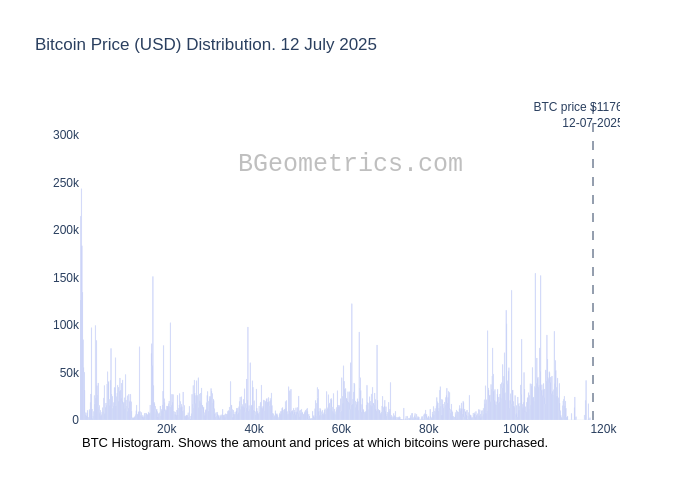 Bitcoin Price (USD) Distribution. 12 July 2025
BTC price $1176
12-07-2025
300k
BGeometrics.com
250k
200k
150k
100k
50k
0
20k 40k 60k 80k 100k 120k
BTC Histogram. Shows the amount and prices at which bitcoins were purchased.